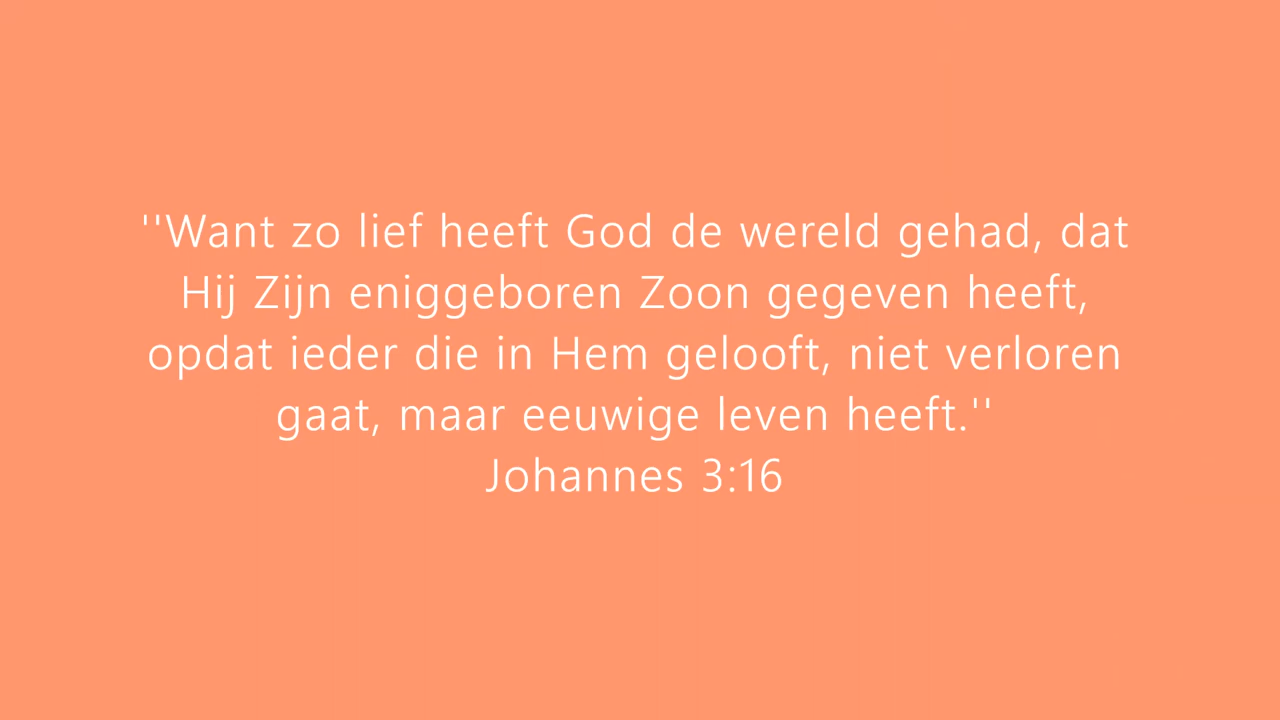 ''Want zo lief heeft God de wereld gehad, dat
Hij Zijn eniggeboren Zoon gegeven heeft,
opdat ieder die in Hem gelooft, niet verloren
gaat, maar eeuwige leven heeft.''
Johannes 3:16